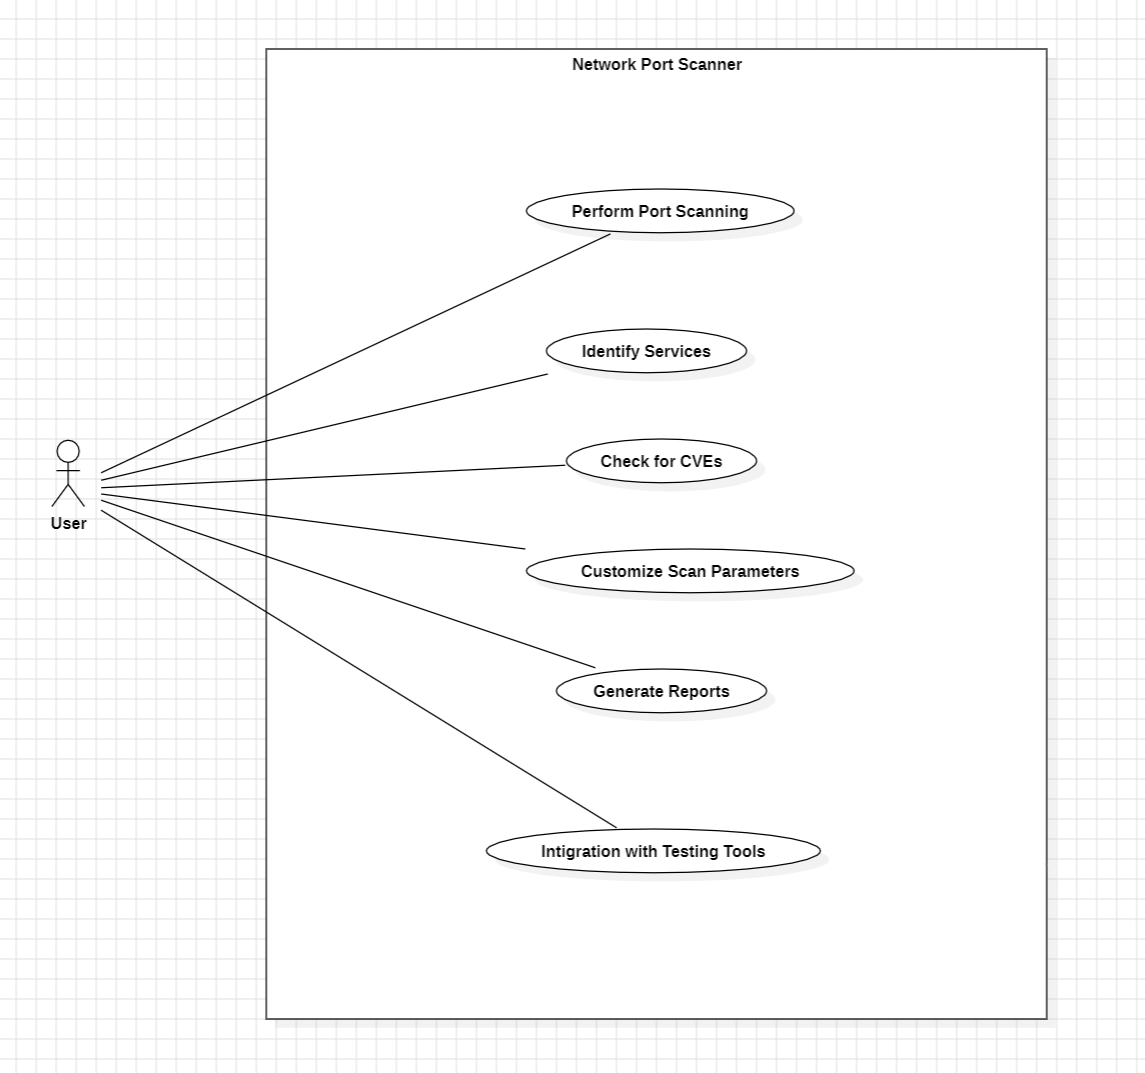 Network Port Scanner
Perform Port Scanning
Identify Services
Check for CVEs
User
Customize Scan Parameters
Generate Reports
Intigration with Testing Tools